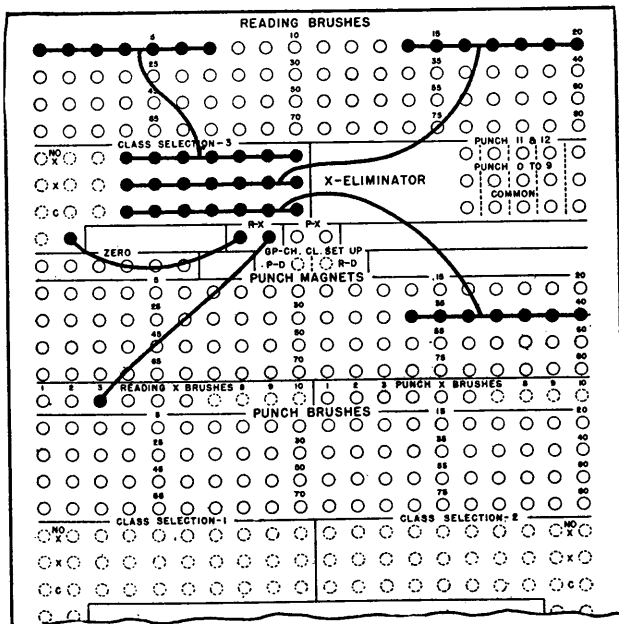 READING BRUSHES
5 10 15 20
25 30 35 40
45 50 55 60
65 70 75 80
CLASS SELECTION-3 PUNCH 11 & 12
NO X
PUNCH 0 TO 9
X X-ELIMINATOR
COMMON
C
R-X P-X
ZERO GP-CH. CL. SET UP
P-D R-D
5 PUNCH MAGNETS 15 20
25 30 35 40
45 50 55 60
65 70 75 80
1 2 3 READING X BRUSHES 8 9 10 1 2 3 PUNCH X BRUSHES 8 9 10
5 PUNCH BRUSHES 15 20
25 30 35 40
45 50 55 60
65 70 75 80
NO X CLASS SELECTION-1 CLASS SELECTION-2 NO X
X X
C C